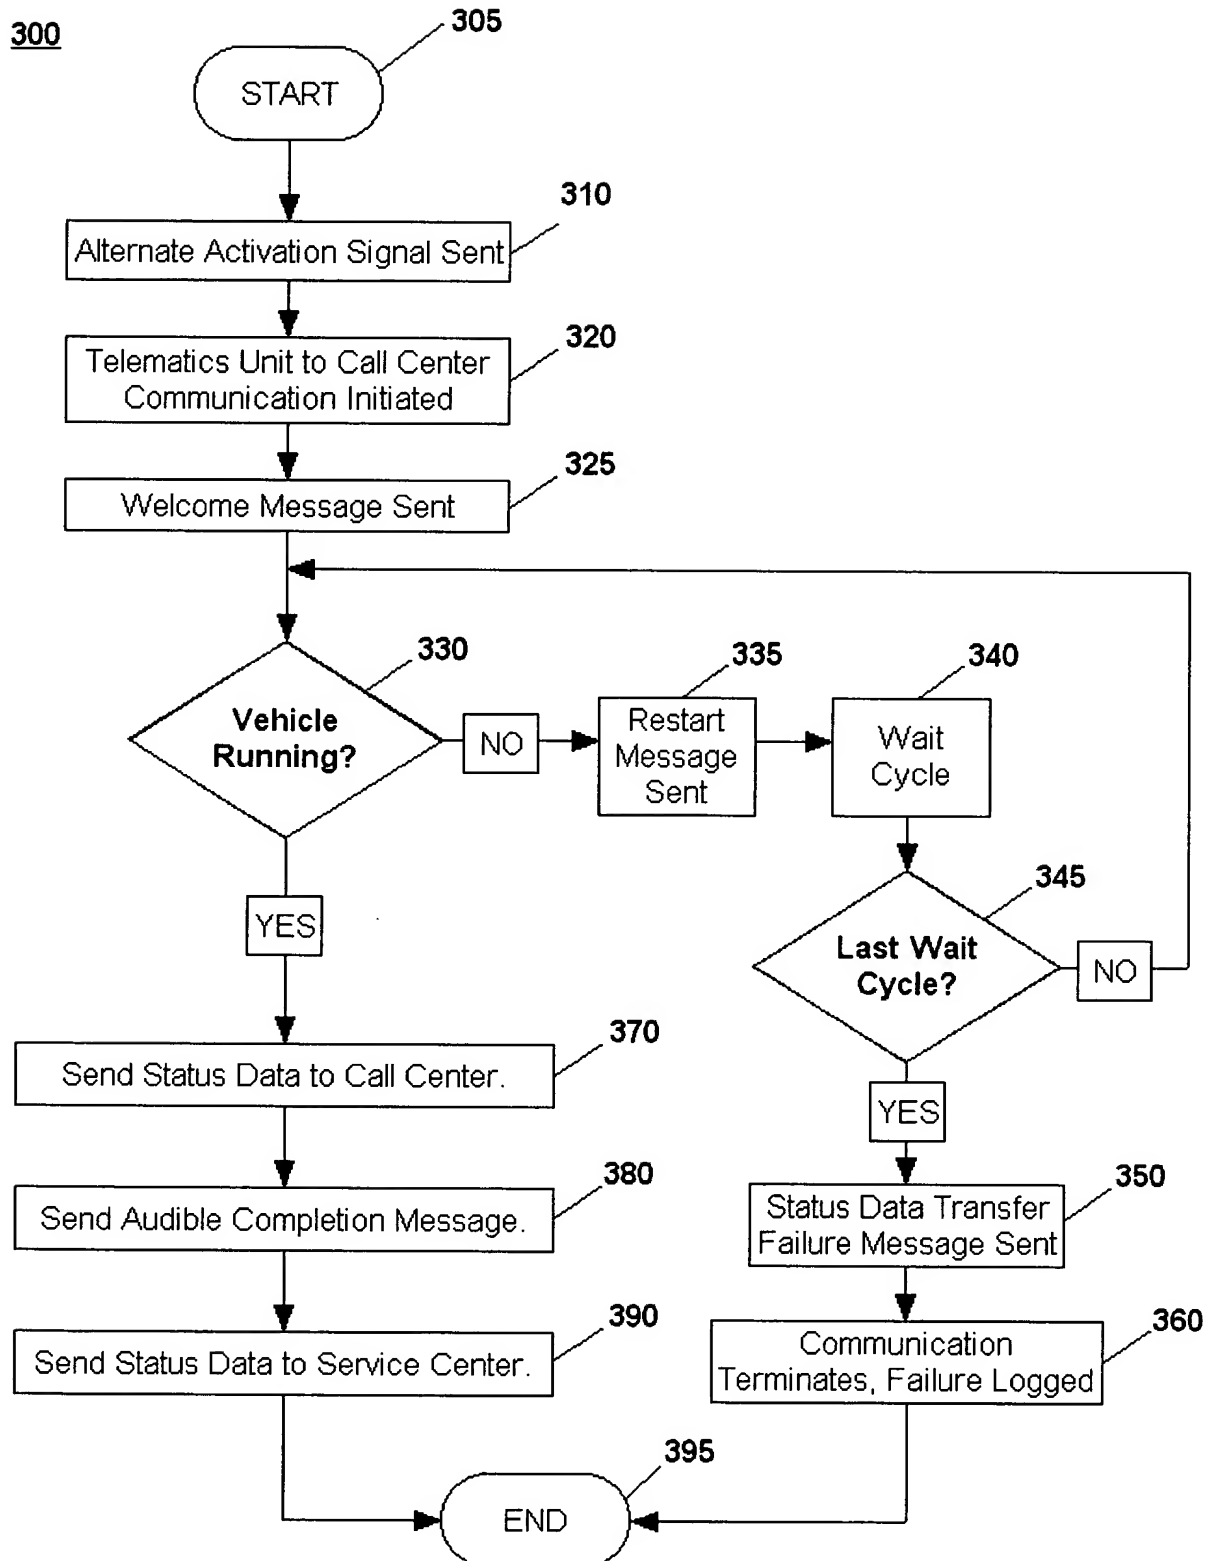 300
305
START
310
Alternate Activation Signal Sent
320
Telematics Unit to Call Center
Communication Initiated
325
Welcome Message Sent
330
Vehicle
Running?
NO
335
Restart
Message
Sent
340
Wait
Cycle
345
Last Wait
Cycle?
NO
YES
YES
370
Send Status Data to Call Center.
380
Send Audible Completion Message.
350
Status Data Transfer
Failure Message Sent
390
Send Status Data to Service Center.
360
Communication
Terminates, Failure Logged
395
END